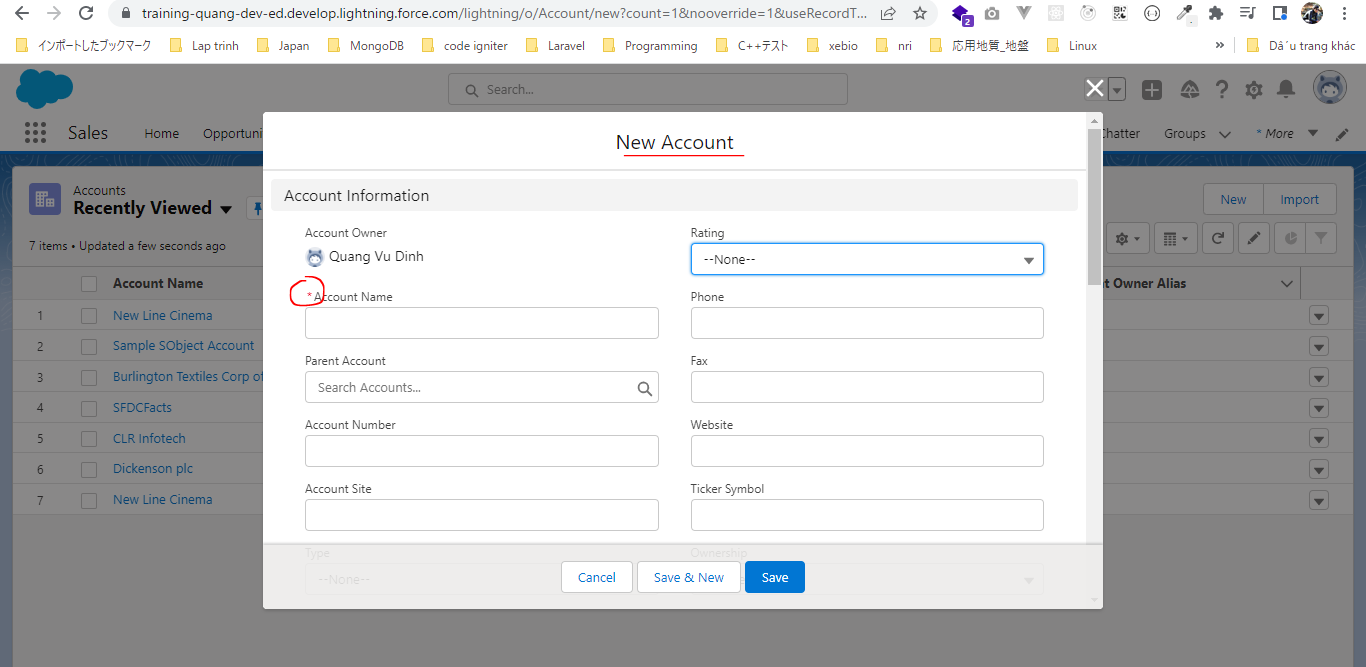 training-quang-dev-ed.develop.lightning.force.com/lightning/o/Account/new?count=1&nooverride=1&useRecordT...
2
インポートしたブックマーク Lap trinh Japan MongoDB code igniter Laravel Programming C++テスト xebio nri 応用地質_地盤 Linux » Dấu trang khác
Search...
Sales Home Opportuni Chatter Groups * More
New Account
Accounts
Recently Viewed
New Import
7 items • Updated a few seconds ago
Account Name t Owner Alias
1 New Line Cinema
2 Sample SObject Account
3 Burlington Textiles Corp of
4 SFDCFacts
5 CLR Infotech
6 Dickenson plc
7 New Line Cinema
Account Information
Account Owner
Quang Vu Dinh
Rating
--None--
*Account Name
Phone
Parent Account
Search Accounts...
Fax
Account Number
Website
Account Site
Ticker Symbol
Type
--None--
Ownership
Cancel Save & New Save